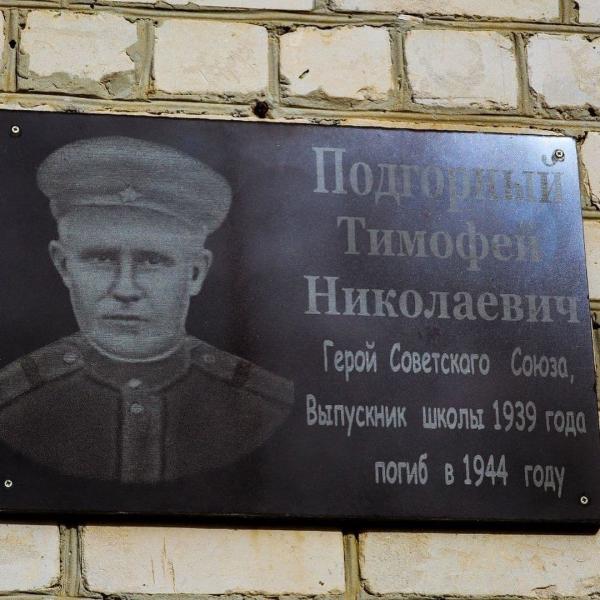 Подгорный
Тимофей
Николаевич
Герой Советского Союза,
Выпускник школы 1939 года
погиб в 1944 году